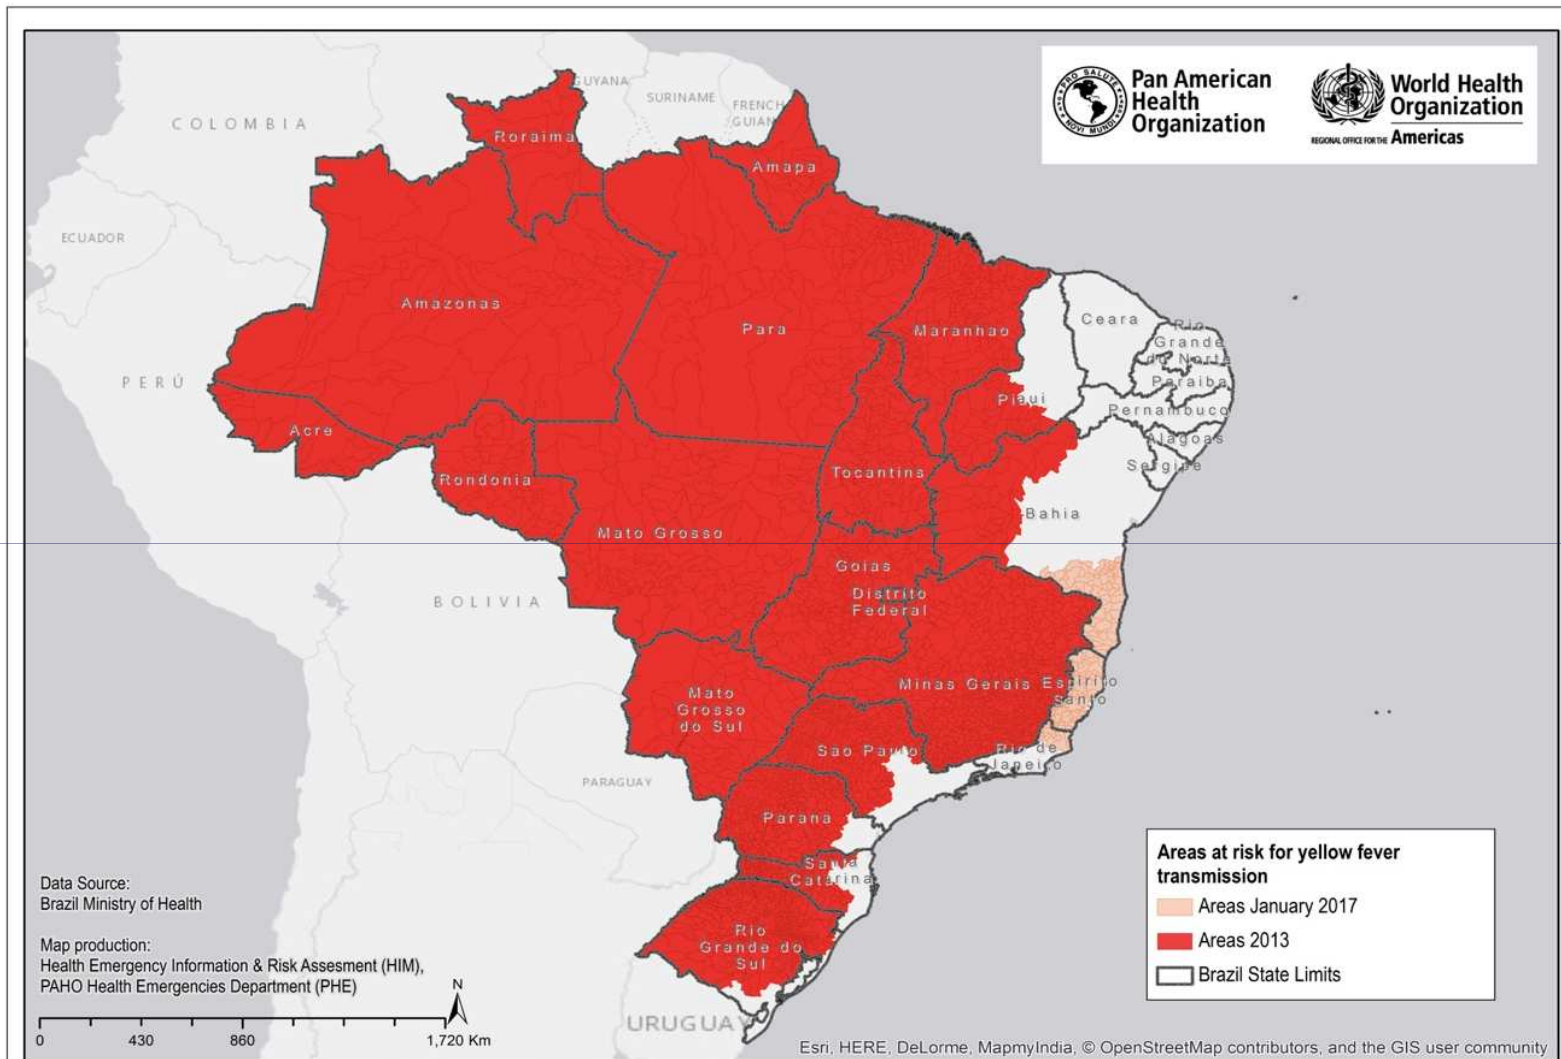 Pan American
Health
Organization
PRO SALUTE
NOVI MUNDI
World Health
Organization
REGIONAL OFFICE FOR THE Americas
GUYANA
SURINAME
FRENCH
GUIAN
COLOMBIA
Roraima
Amapa
ECUADOR
Amazonas
Para
Maranhao
Ceara
Rio
Grande
do Norte
PERÚ
Paraiba
Piaui
Pernambuco
Acre
Alagoas
Rondonia
Tocantins
Sergipe
Mato Grosso
Bahia
Goias
Distrito
Federal
BOLIVIA
Minas Gerais
Espirito
Santo
Mato
Grosso
do Sul
Sao Paulo
Rio de
Janeiro
PARAGUAY
Parana
Santa
Catarina
Rio
Grande do
Sul
URUGUAY
Areas at risk for yellow fever
transmission
Areas January 2017
Areas 2013
Brazil State Limits
Data Source:
Brazil Ministry of Health
Map production:
Health Emergency Information & Risk Assesment (HIM),
PAHO Health Emergencies Department (PHE)
N
0 430 860 1,720 Km
Esri, HERE, DeLorme, MapmyIndia, © OpenStreetMap contributors, and the GIS user community